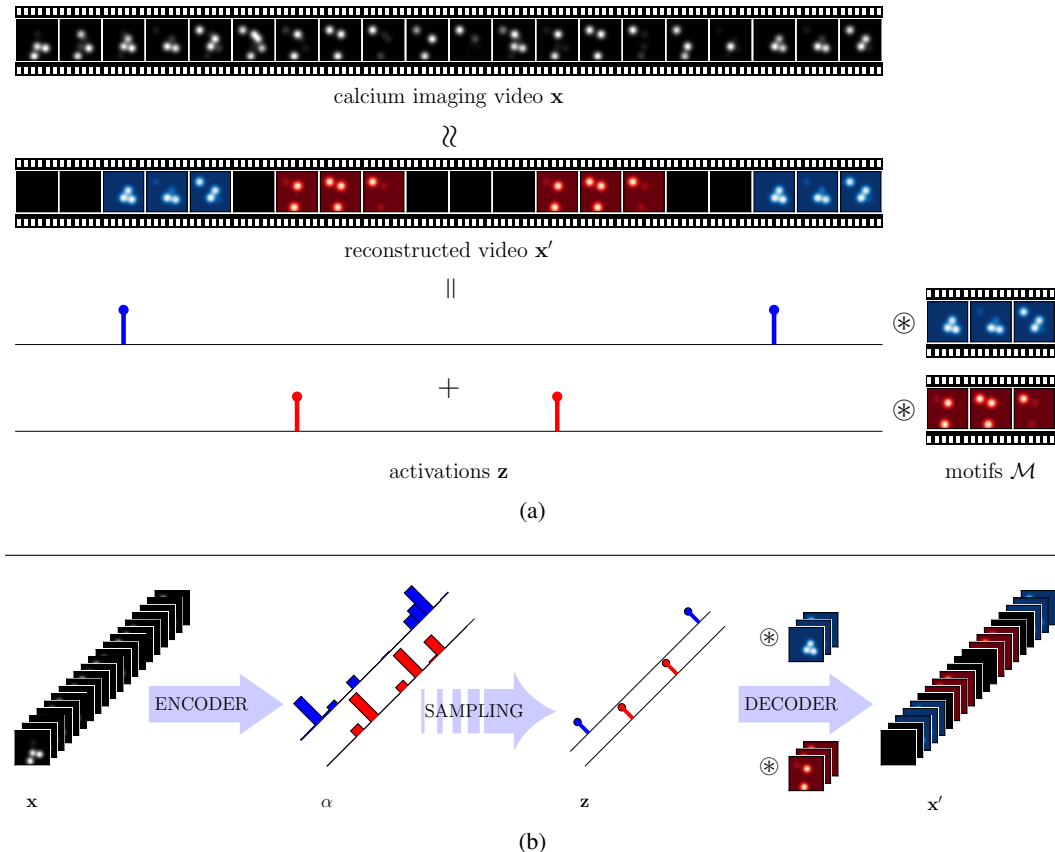 calcium imaging video x
≈
reconstructed video x′
=
⊛
+
⊛
activations z
motifs ℳ
(a)
ENCODER
SAMPLING
DECODER
⊛
⊛
x
α
z
x′
(b)